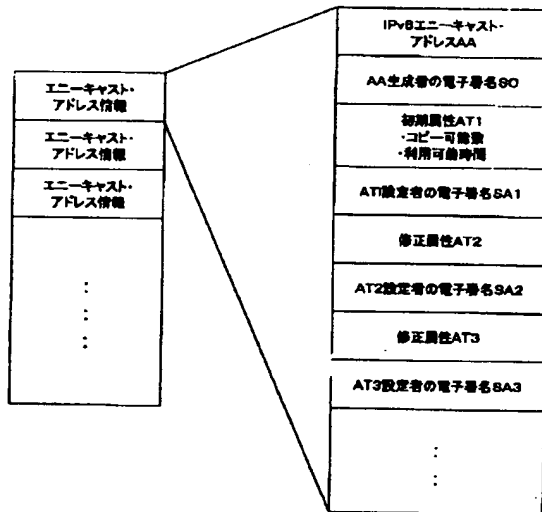 エニーキャスト・
アドレス情報
エニーキャスト・
アドレス情報
エニーキャスト・
アドレス情報
IPv6エニーキャスト・
アドレスAA
AA生成者の電子署名SO
初期属性AT1
・コピー可能数
・利用可能時間
AT1設定者の電子署名SA1
修正属性AT2
AT2設定者の電子署名SA2
修正属性AT3
AT3設定者の電子署名SA3